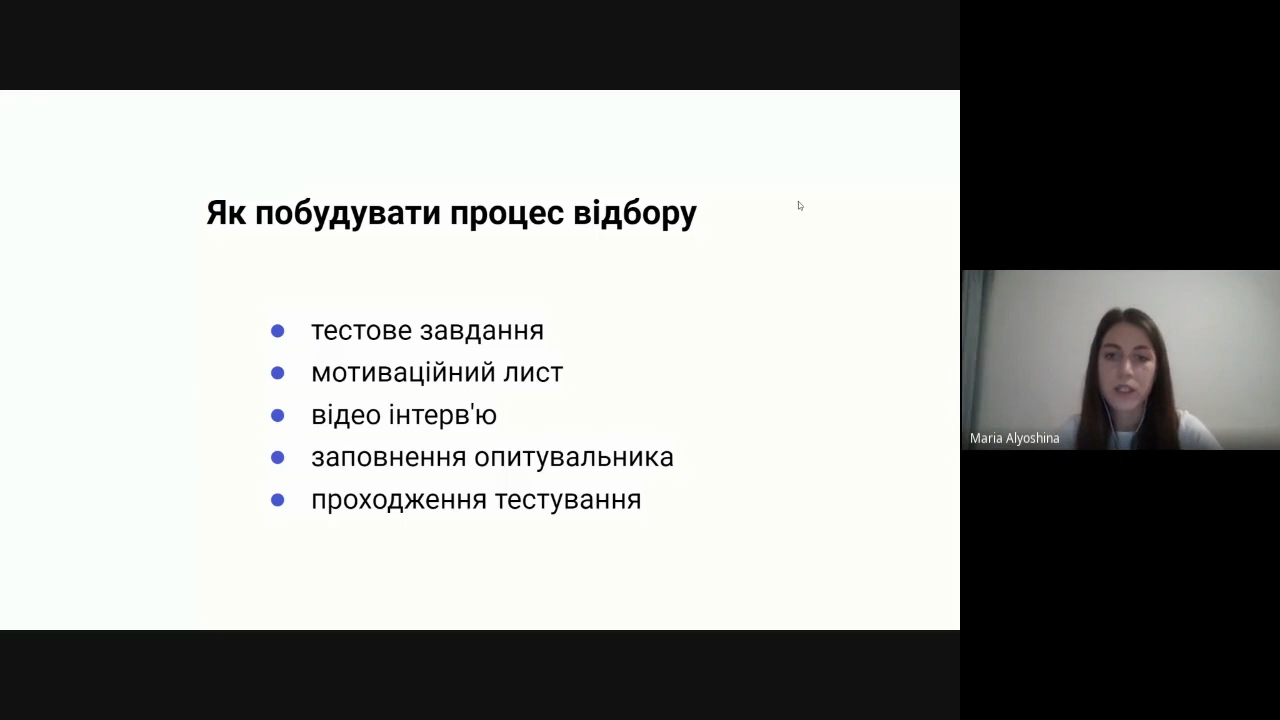 Як побудувати процес відбору
тестове завдання
мотиваційний лист
відео інтерв'ю
заповнення опитувальника
проходження тестування
Maria Alyoshina